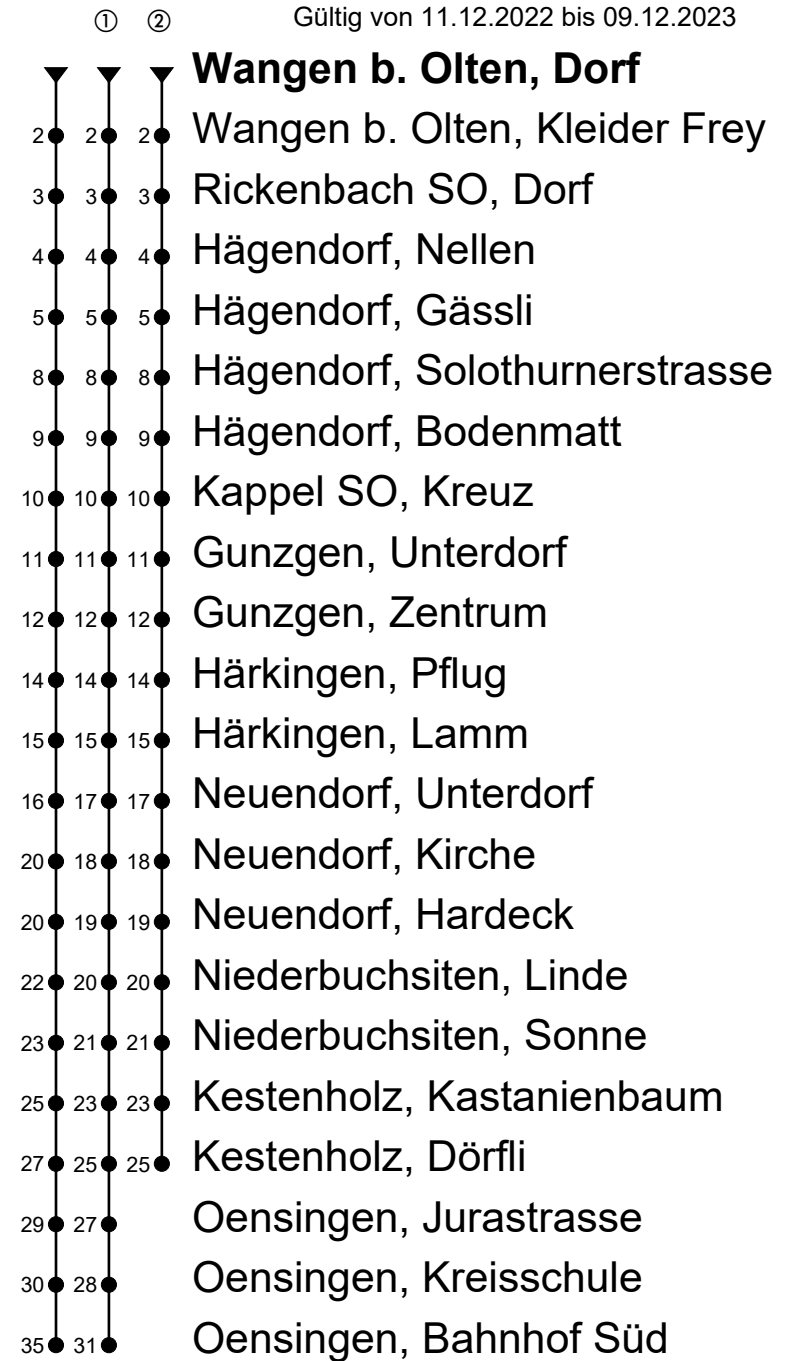 ① ② Gültig von 11.12.2022 bis 09.12.2023
Wangen b. Olten, Dorf
2 2 2 Wangen b. Olten, Kleider Frey
3 3 3 Rickenbach SO, Dorf
4 4 4 Hägendorf, Nellen
5 5 5 Hägendorf, Gässli
8 8 8 Hägendorf, Solothurnerstrasse
9 9 9 Hägendorf, Bodenmatt
10 10 10 Kappel SO, Kreuz
11 11 11 Gunzgen, Unterdorf
12 12 12 Gunzgen, Zentrum
14 14 14 Härkingen, Pflug
15 15 15 Härkingen, Lamm
16 17 17 Neuendorf, Unterdorf
20 18 18 Neuendorf, Kirche
20 19 19 Neuendorf, Hardeck
22 20 20 Niederbuchsiten, Linde
23 21 21 Niederbuchsiten, Sonne
25 23 23 Kestenholz, Kastanienbaum
27 25 25 Kestenholz, Dörfli
29 27 Oensingen, Jurastrasse
30 28 Oensingen, Kreisschule
35 31 Oensingen, Bahnhof Süd